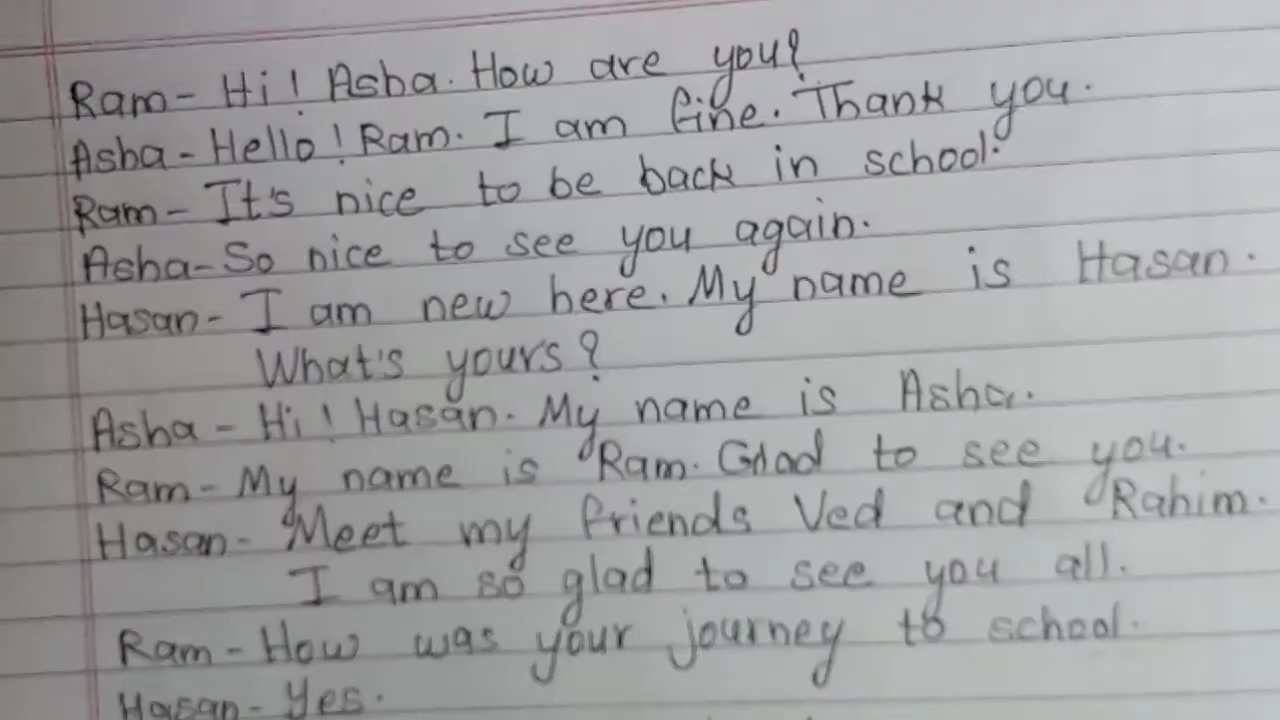 Ram- Hi! Asha. How are you?
Asha- Hello! Ram. I am fine. Thank you.
Ram- It's nice to be back in school.
Asha- So nice to see you again.
Hasan- I am new here. My name is Hasan.
What's yours?
Asha- Hi! Hasan. My name is Asha.
Ram- My name is Ram. Glad to see you.
Hasan- Meet my friends Ved and Rahim.
I am so glad to see you all.
Ram- How was your journey to school.
Hasan- Yes.